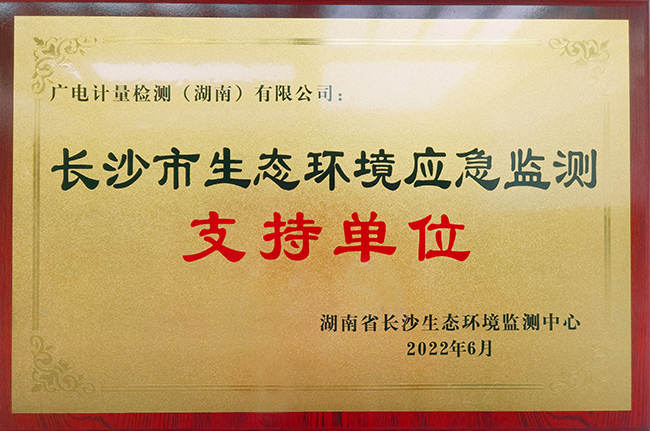 广电计量检测（湖南）有限公司：
长沙市生态环境应急监测
支持单位
湖南省长沙生态环境监测中心
2022年6月